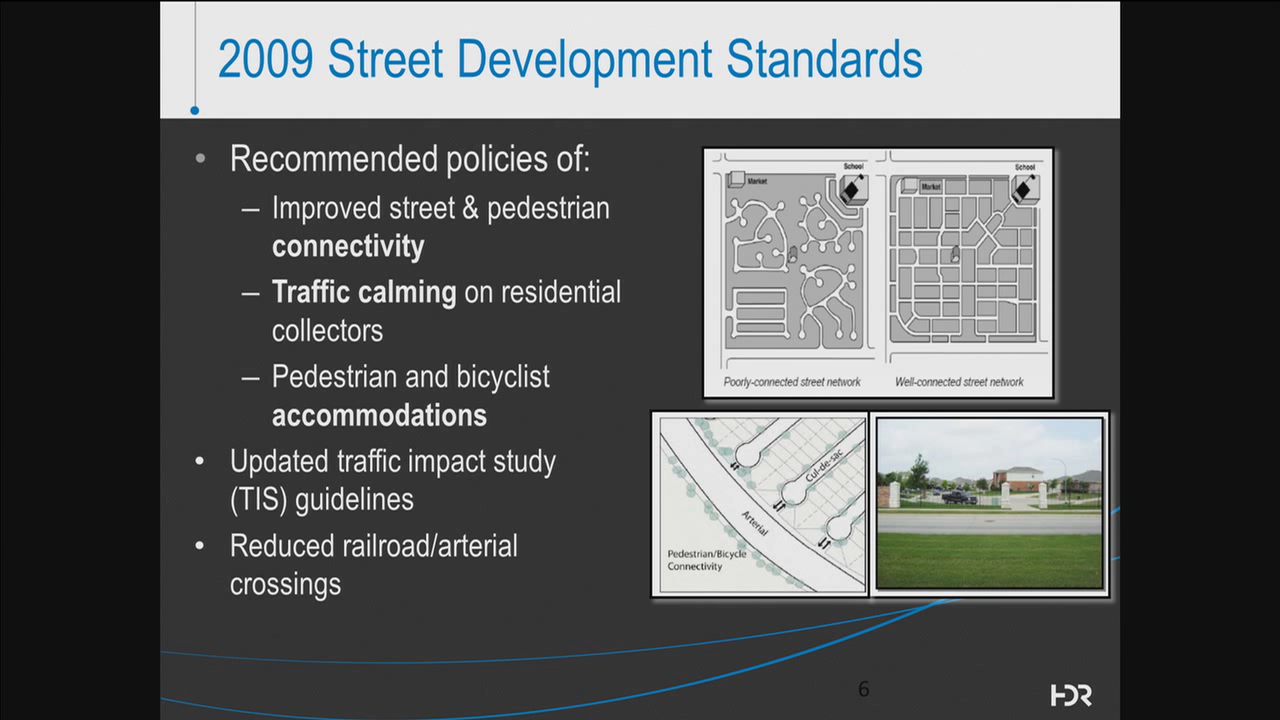 2009 Street Development Standards
• Recommended policies of:
– Improved street & pedestrian
connectivity
– Traffic calming on residential
collectors
– Pedestrian and bicyclist
accommodations
• Updated traffic impact study
(TIS) guidelines
• Reduced railroad/arterial
crossings
School
Market
School
Market
Poorly-connected street network
Well-connected street network
Cul-de-sac
Arterial
Pedestrian/Bicycle
Connectivity
6
HDR